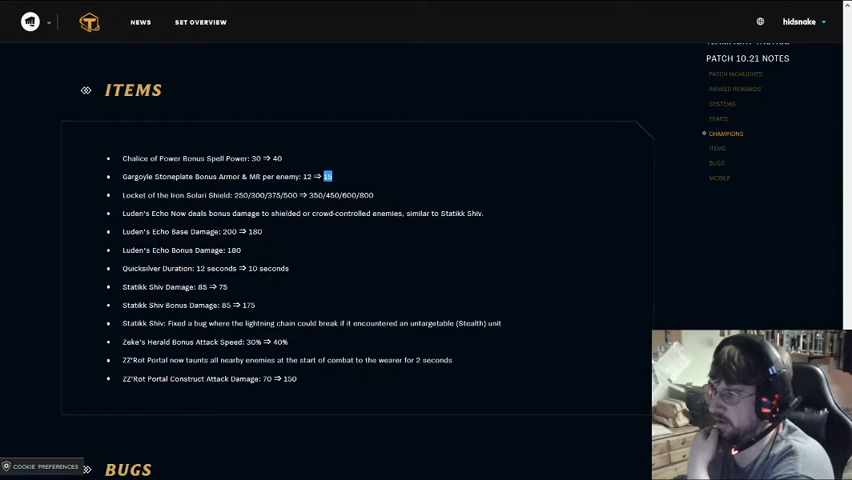 NEWS
SET OVERVIEW
hidsnake
PATCH 10.21 NOTES
PATCH HIGHLIGHTS
RANKED REWARDS
SYSTEMS
TRAITS
CHAMPIONS
ITEMS
BUGS
MOBILE
ITEMS
Chalice of Power Bonus Spell Power: 30 ⇒ 40
Gargoyle Stoneplate Bonus Armor & MR per enemy: 12 ⇒ 15
Locket of the Iron Solari Shield: 250/300/375/500 ⇒ 350/450/600/800
Luden's Echo Now deals bonus damage to shielded or crowd-controlled enemies, similar to Statikk Shiv.
Luden's Echo Base Damage: 200 ⇒ 180
Luden's Echo Bonus Damage: 180
Quicksilver Duration: 12 seconds ⇒ 10 seconds
Statikk Shiv Damage: 85 ⇒ 75
Statikk Shiv Bonus Damage: 85 ⇒ 175
Statikk Shiv: Fixed a bug where the lightning chain could break if it encountered an untargetable (Stealth) unit
Zeke's Herald Bonus Attack Speed: 30% ⇒ 40%
ZZ'Rot Portal now taunts all nearby enemies at the start of combat to the wearer for 2 seconds
ZZ'Rot Portal Construct Attack Damage: 70 ⇒ 150
COOKIE PREFERENCES
BUGS